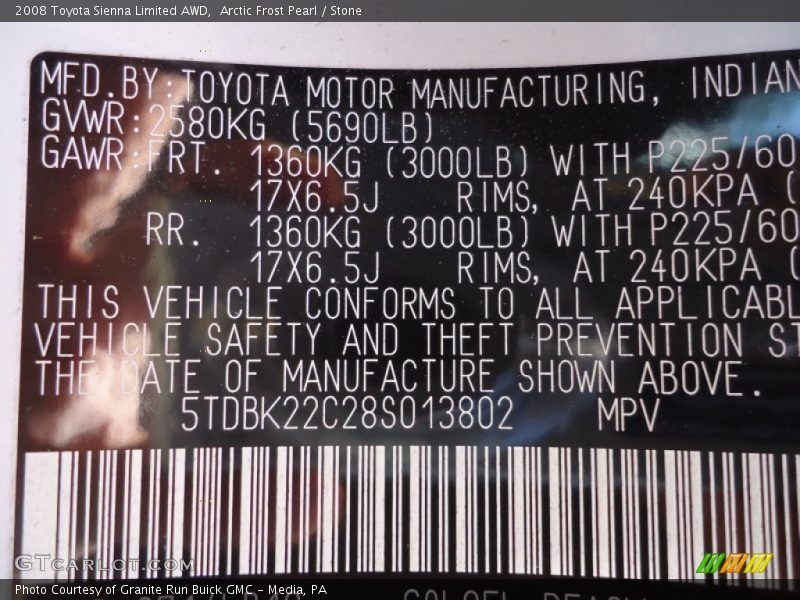 2008 Toyota Sienna Limited AWD, Arctic Frost Pearl / Stone
MFD.BY:TOYOTA MOTOR MANUFACTURING, INDIAN
GVWR:2580KG (5690LB)
GAWR:FRT. 1360KG (3000LB) WITH P225/60
17X6.5J RIMS, AT 240KPA (
RR. 1360KG (3000LB) WITH P225/60
17X6.5J RIMS, AT 240KPA (
THIS VEHICLE CONFORMS TO ALL APPLICABL
VEHICLE SAFETY AND THEFT PREVENTION ST
THE DATE OF MANUFACTURE SHOWN ABOVE.
5TDBK22C28S013802 MPV
GTCARLOT.COM
Photo Courtesy of Granite Run Buick GMC - Media, PA